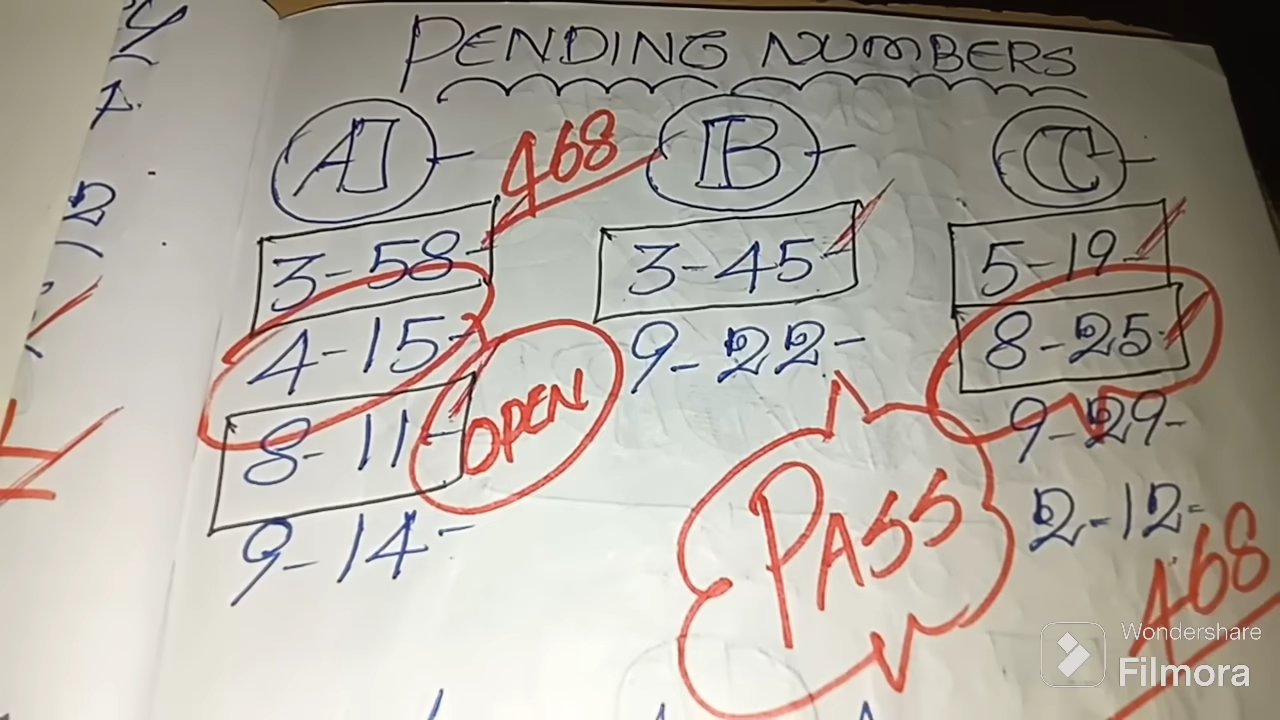 PENDING NUMBERS
A -
468
3-58-
4-15-
8-11-
OPEN
9-14-
B -
3-45-
9-22-
PASS
C -
5-19-
8-25-
9-29-
2-12-
468
2
Wondershare
Filmora